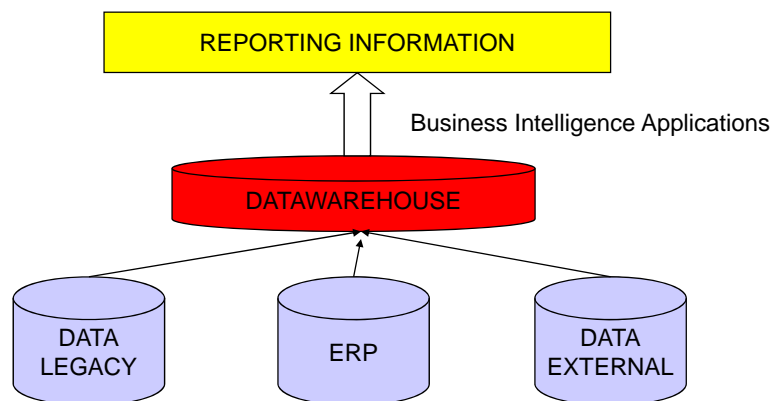 REPORTING INFORMATION
Business Intelligence Applications
DATAWAREHOUSE
DATA
LEGACY
ERP
DATA
EXTERNAL